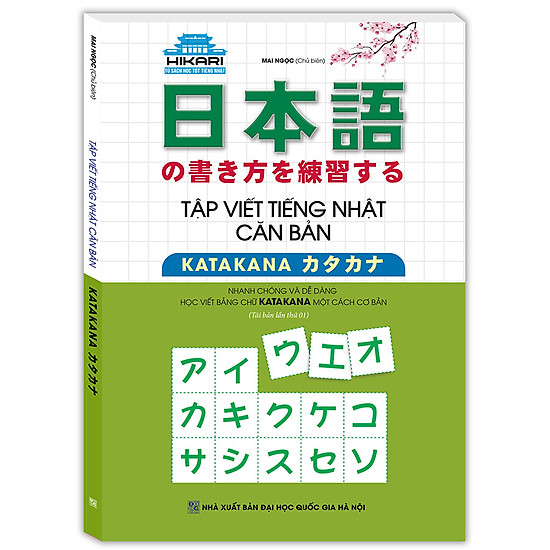 MAI NGỌC (Chủ biên)
TẬP VIẾT TIẾNG NHẬT CĂN BẢN
KATAKANA カタカナ
HIKARI
TỦ SÁCH HỌC TỐT TIẾNG NHẬT
MAI NGỌC (Chủ biên)
日本語
の書き方を練習する
TẬP VIẾT TIẾNG NHẬT
CĂN BẢN
KATAKANA カタカナ
NHANH CHÓNG VÀ DỄ DÀNG
HỌC VIẾT BẢNG CHỮ KATAKANA MỘT CÁCH CƠ BẢN
(Tái bản lần thứ 01)
アイウエオ
カキクケコ
サシスセソ
NHÀ XUẤT BẢN ĐẠI HỌC QUỐC GIA HÀ NỘI